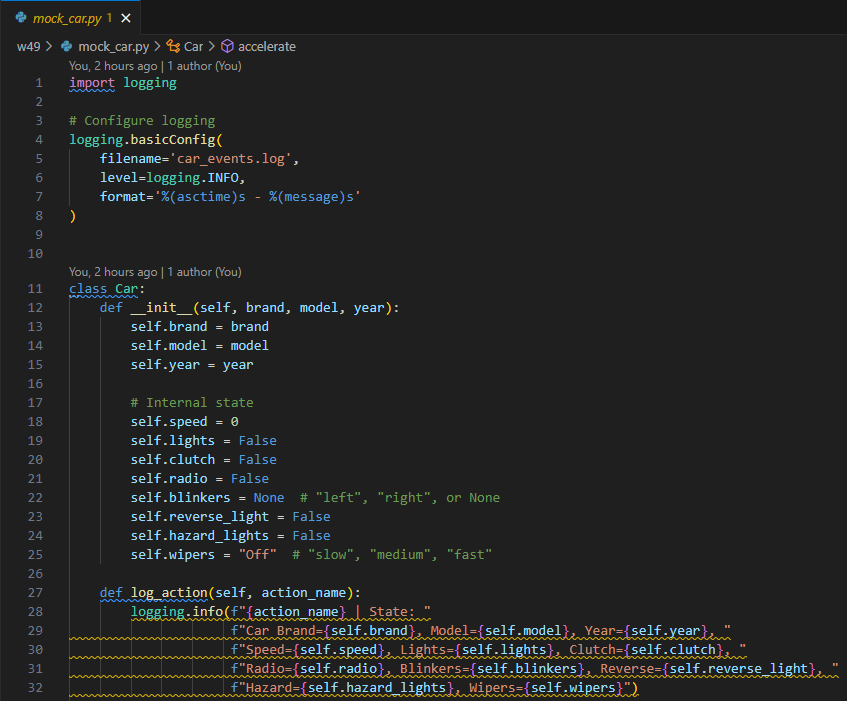 mock_car.py 1
w49 > mock_car.py > Car > accelerate
You, 2 hours ago | 1 author (You)
1 import logging
2
3 # Configure logging
4 logging.basicConfig(
5     filename='car_events.log',
6     level=logging.INFO,
7     format='%(asctime)s - %(message)s'
8 )
9
10
You, 2 hours ago | 1 author (You)
11 class Car:
12     def __init__(self, brand, model, year):
13         self.brand = brand
14         self.model = model
15         self.year = year
16
17         # Internal state
18         self.speed = 0
19         self.lights = False
20         self.clutch = False
21         self.radio = False
22         self.blinkers = None  # "left", "right", or None
23         self.reverse_light = False
24         self.hazard_lights = False
25         self.wipers = "Off"  # "slow", "medium", "fast"
26
27     def log_action(self, action_name):
28         logging.info(f"{action_name} | State: "
29                      f"Car Brand={self.brand}, Model={self.model}, Year={self.year}, "
30                      f"Speed={self.speed}, Lights={self.lights}, Clutch={self.clutch}, "
31                      f"Radio={self.radio}, Blinkers={self.blinkers}, Reverse={self.reverse_light}, "
32                      f"Hazard={self.hazard_lights}, Wipers={self.wipers}")